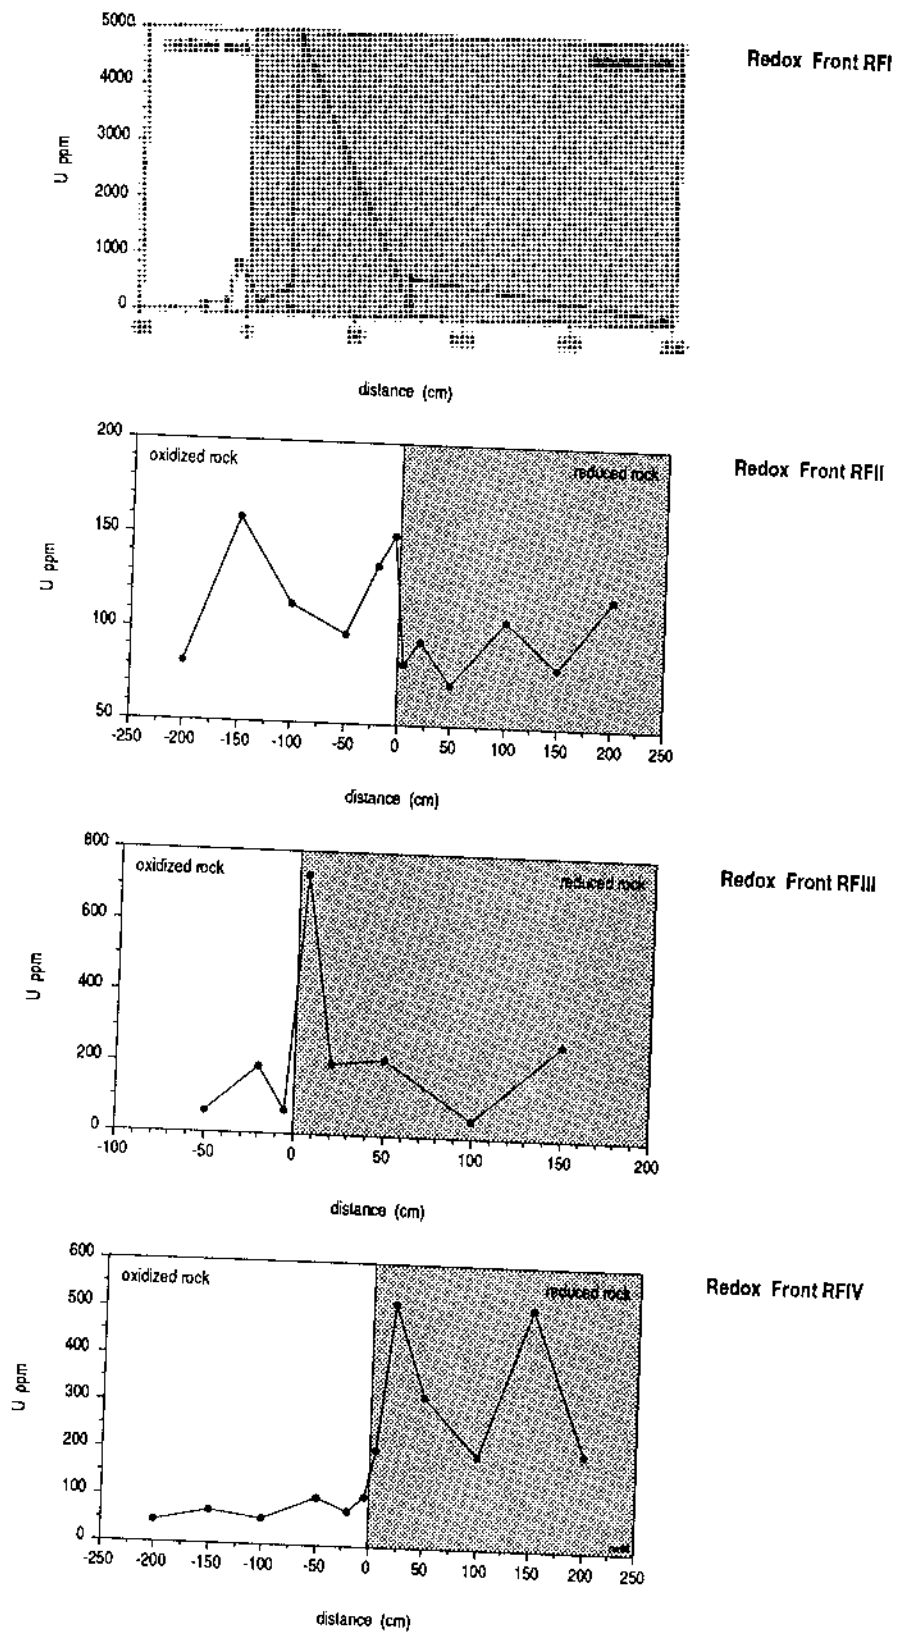 Redox Front RFI
U ppm
5000
4000
3000
2000
1000
0
distance (cm)
Redox Front RFII
oxidized rock
reduced rock
U ppm
200
150
100
50
-250 -200 -150 -100 -50 0 50 100 150 200 250
distance (cm)
Redox Front RFIII
oxidized rock
reduced rock
U ppm
800
600
400
200
0
-100 -50 0 50 100 150 200
distance (cm)
Redox Front RFIV
oxidized rock
reduced rock
U ppm
600
500
400
300
200
100
0
-250 -200 -150 -100 -50 0 50 100 150 200 250
distance (cm)